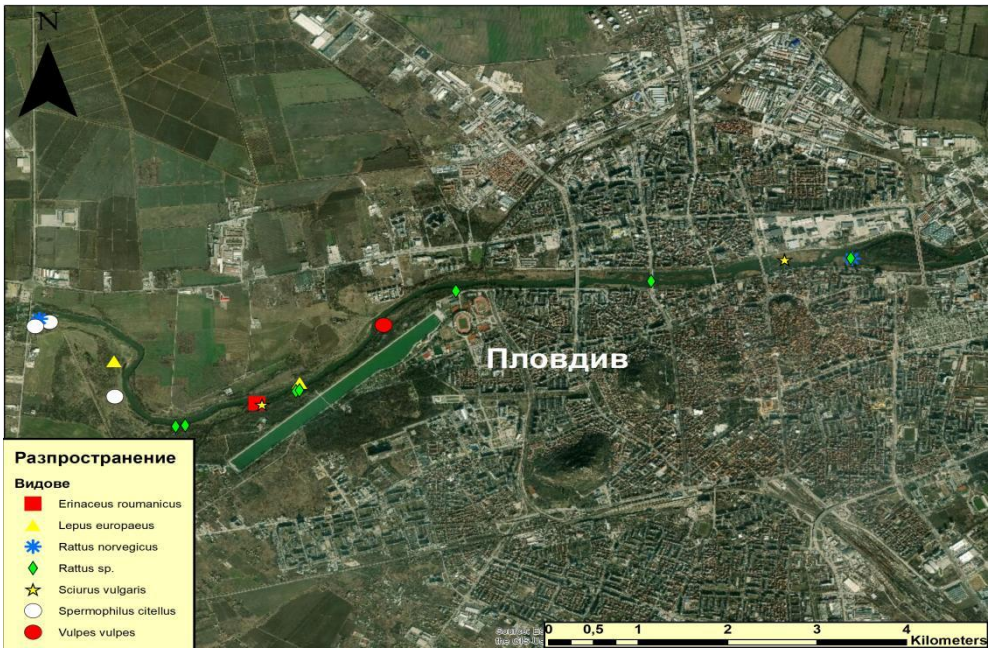 N
Пловдив
Разпространение
Видове
Erinaceus roumanicus
Lepus europaeus
Rattus norvegicus
Rattus sp.
Sciurus vulgaris
Spermophilus citellus
Vulpes vulpes
0 0,5 1 2 3 4
Kilometers